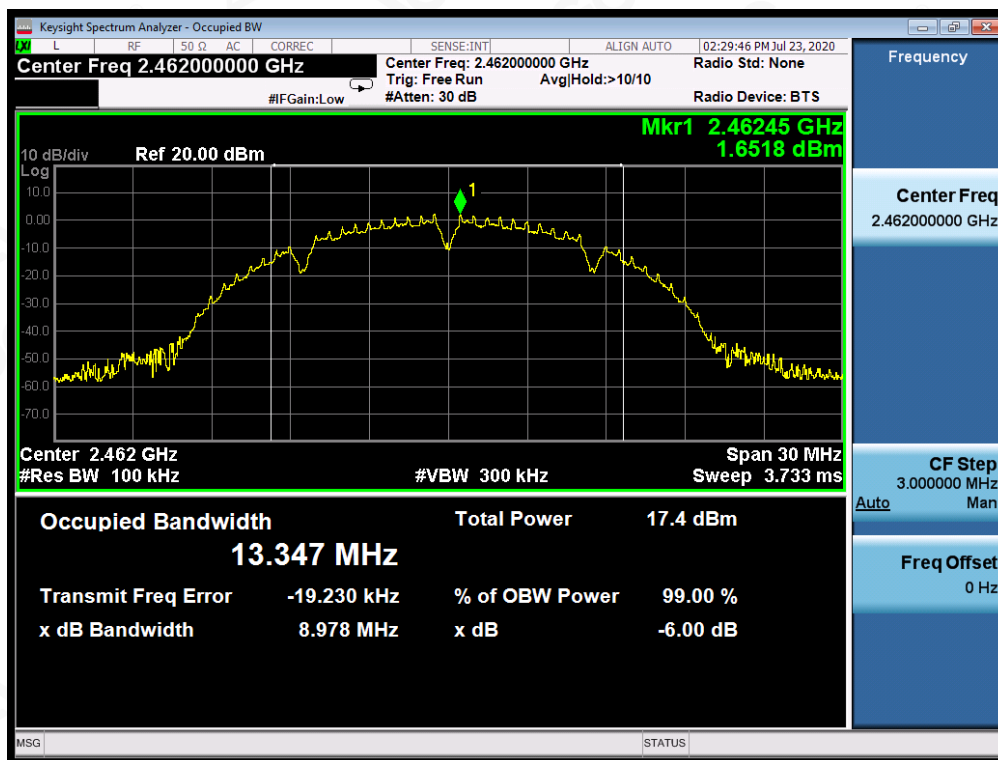 Keysight Spectrum Analyzer - Occupied BW
LXI L RF 50 Ω AC CORREC SENSE:INT ALIGN AUTO 02:29:46 PM Jul 23, 2020
Center Freq 2.462000000 GHz
Center Freq: 2.462000000 GHz
Radio Std: None
Trig: Free Run Avg|Hold:>10/10
#IFGain:Low
#Atten: 30 dB
Radio Device: BTS
Mkr1 2.46245 GHz
1.6518 dBm
10 dB/div Ref 20.00 dBm
Log
10.0
0.00
-10.0
-20.0
-30.0
-40.0
-50.0
-60.0
-70.0
1
Center 2.462 GHz
Span 30 MHz
#Res BW 100 kHz
#VBW 300 kHz
Sweep 3.733 ms
Occupied Bandwidth
13.347 MHz
Total Power 17.4 dBm
Transmit Freq Error -19.230 kHz
% of OBW Power 99.00 %
x dB Bandwidth 8.978 MHz
x dB -6.00 dB
Frequency
Center Freq
2.462000000 GHz
CF Step
3.000000 MHz
Auto Man
Freq Offset
0 Hz
MSG
STATUS